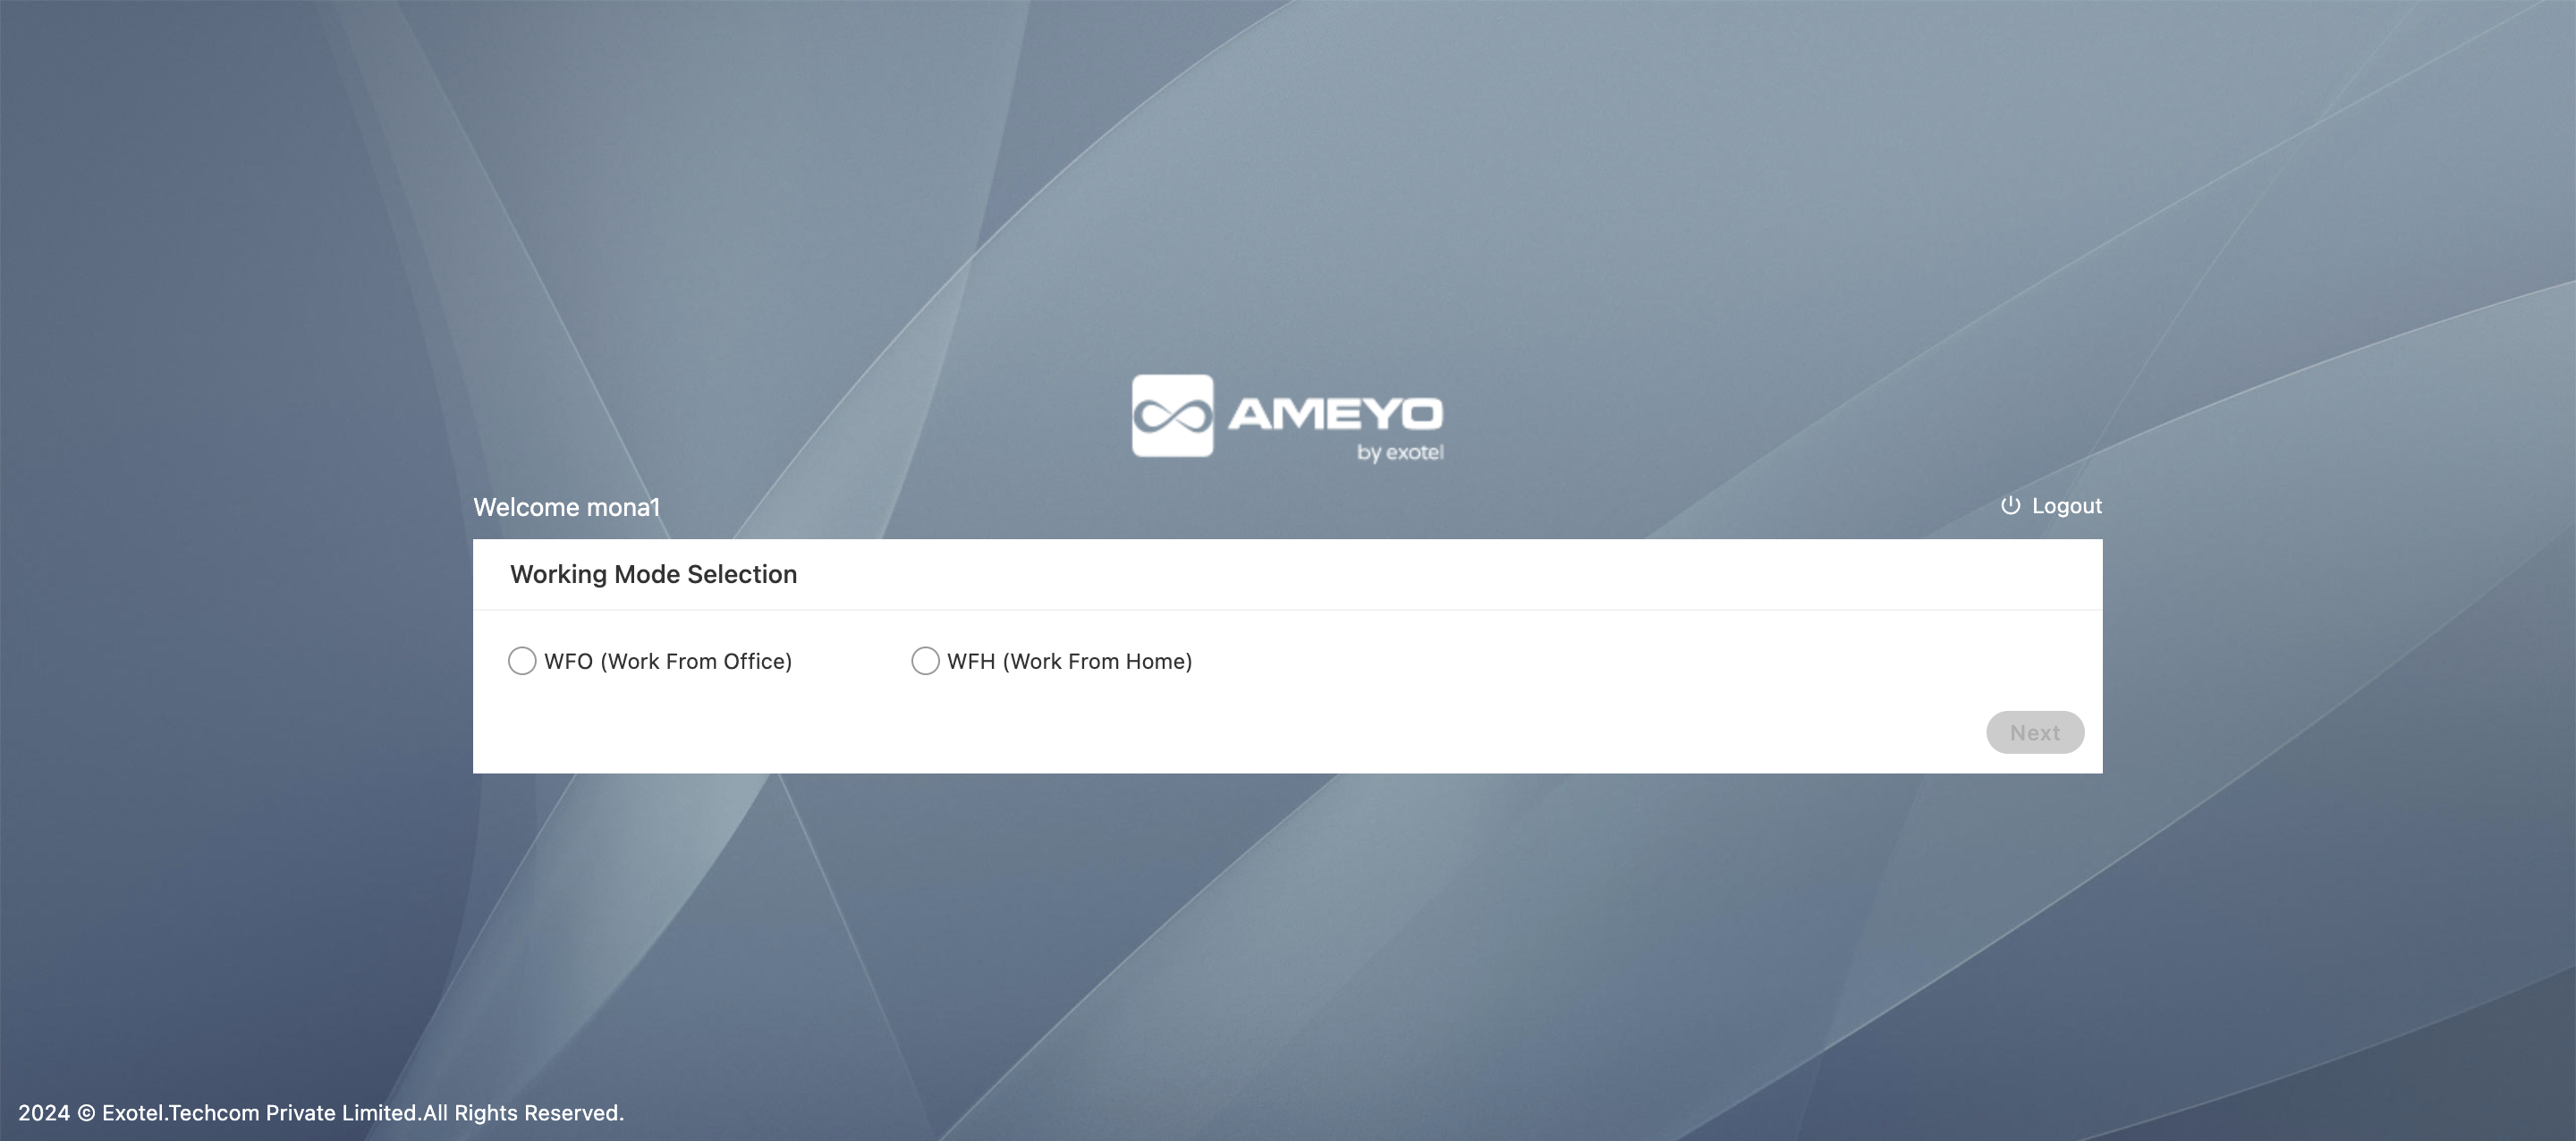 AMEYO
by exotel
Welcome mona1
Logout
Working Mode Selection
WFO (Work From Office)
WFH (Work From Home)
Next
2024 © Exotel.Techcom Private Limited.All Rights Reserved.